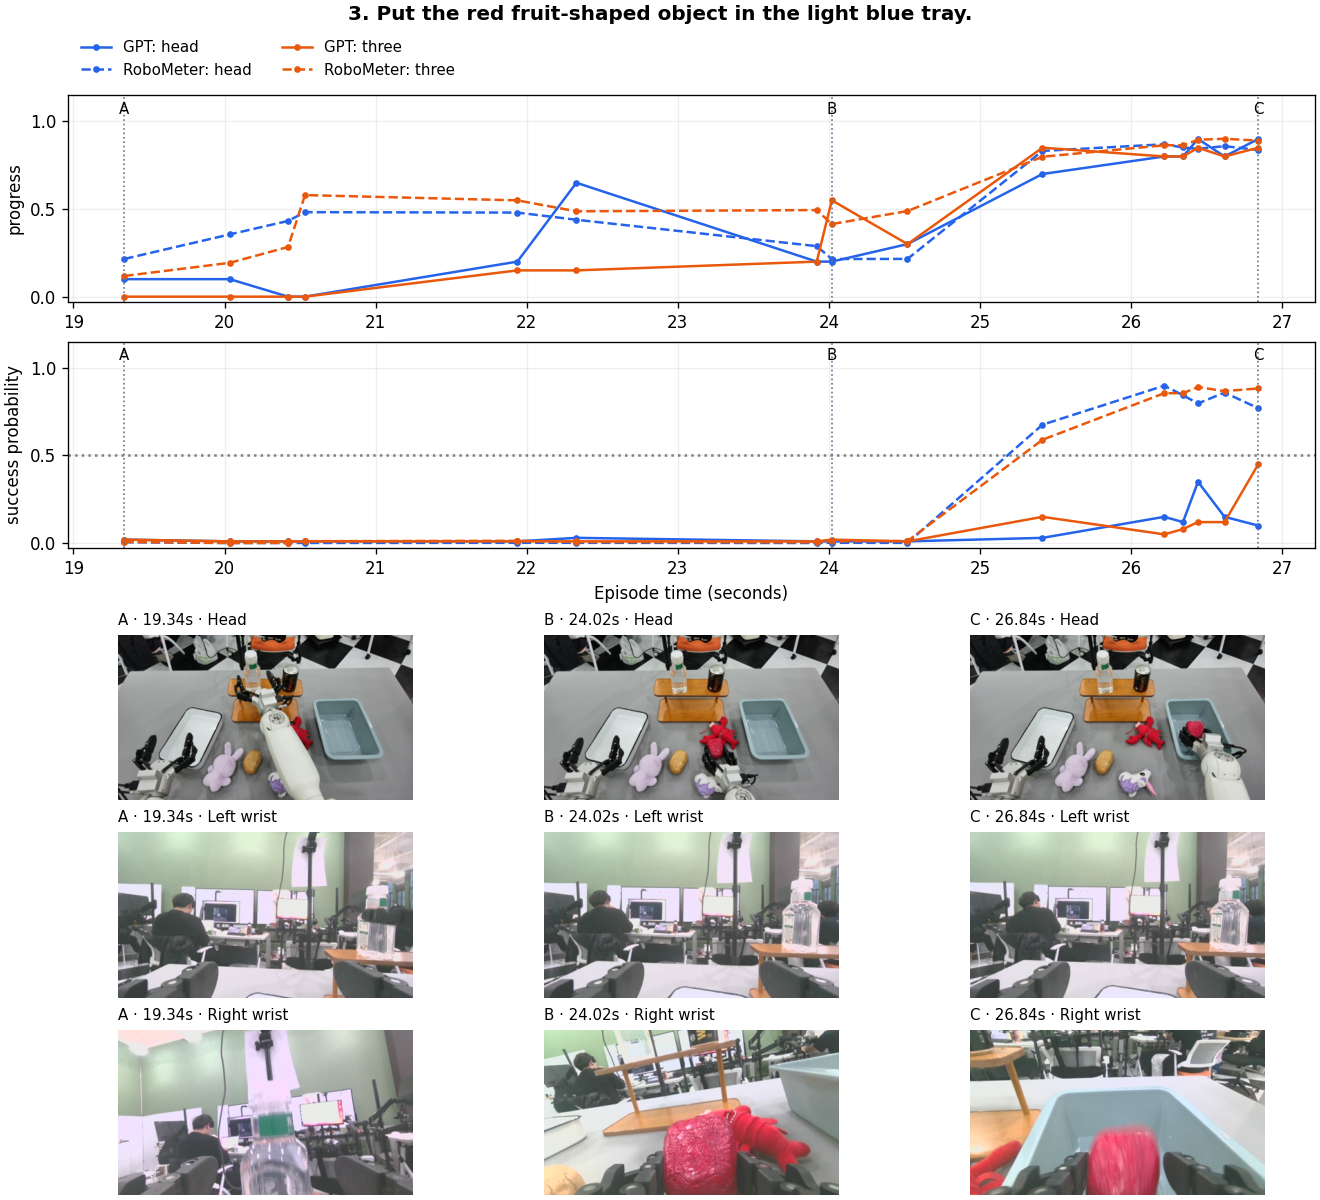 3. Put the red fruit-shaped object in the light blue tray.
GPT: head
GPT: three
RoboMeter: head
RoboMeter: three
A
B
C
progress
1.0
0.5
0.0
19
20
21
22
23
24
25
26
27
A
B
C
success probability
1.0
0.5
0.0
19
20
21
22
23
24
25
26
27
Episode time (seconds)
A · 19.34s · Head
B · 24.02s · Head
C · 26.84s · Head
A · 19.34s · Left wrist
B · 24.02s · Left wrist
C · 26.84s · Left wrist
A · 19.34s · Right wrist
B · 24.02s · Right wrist
C · 26.84s · Right wrist